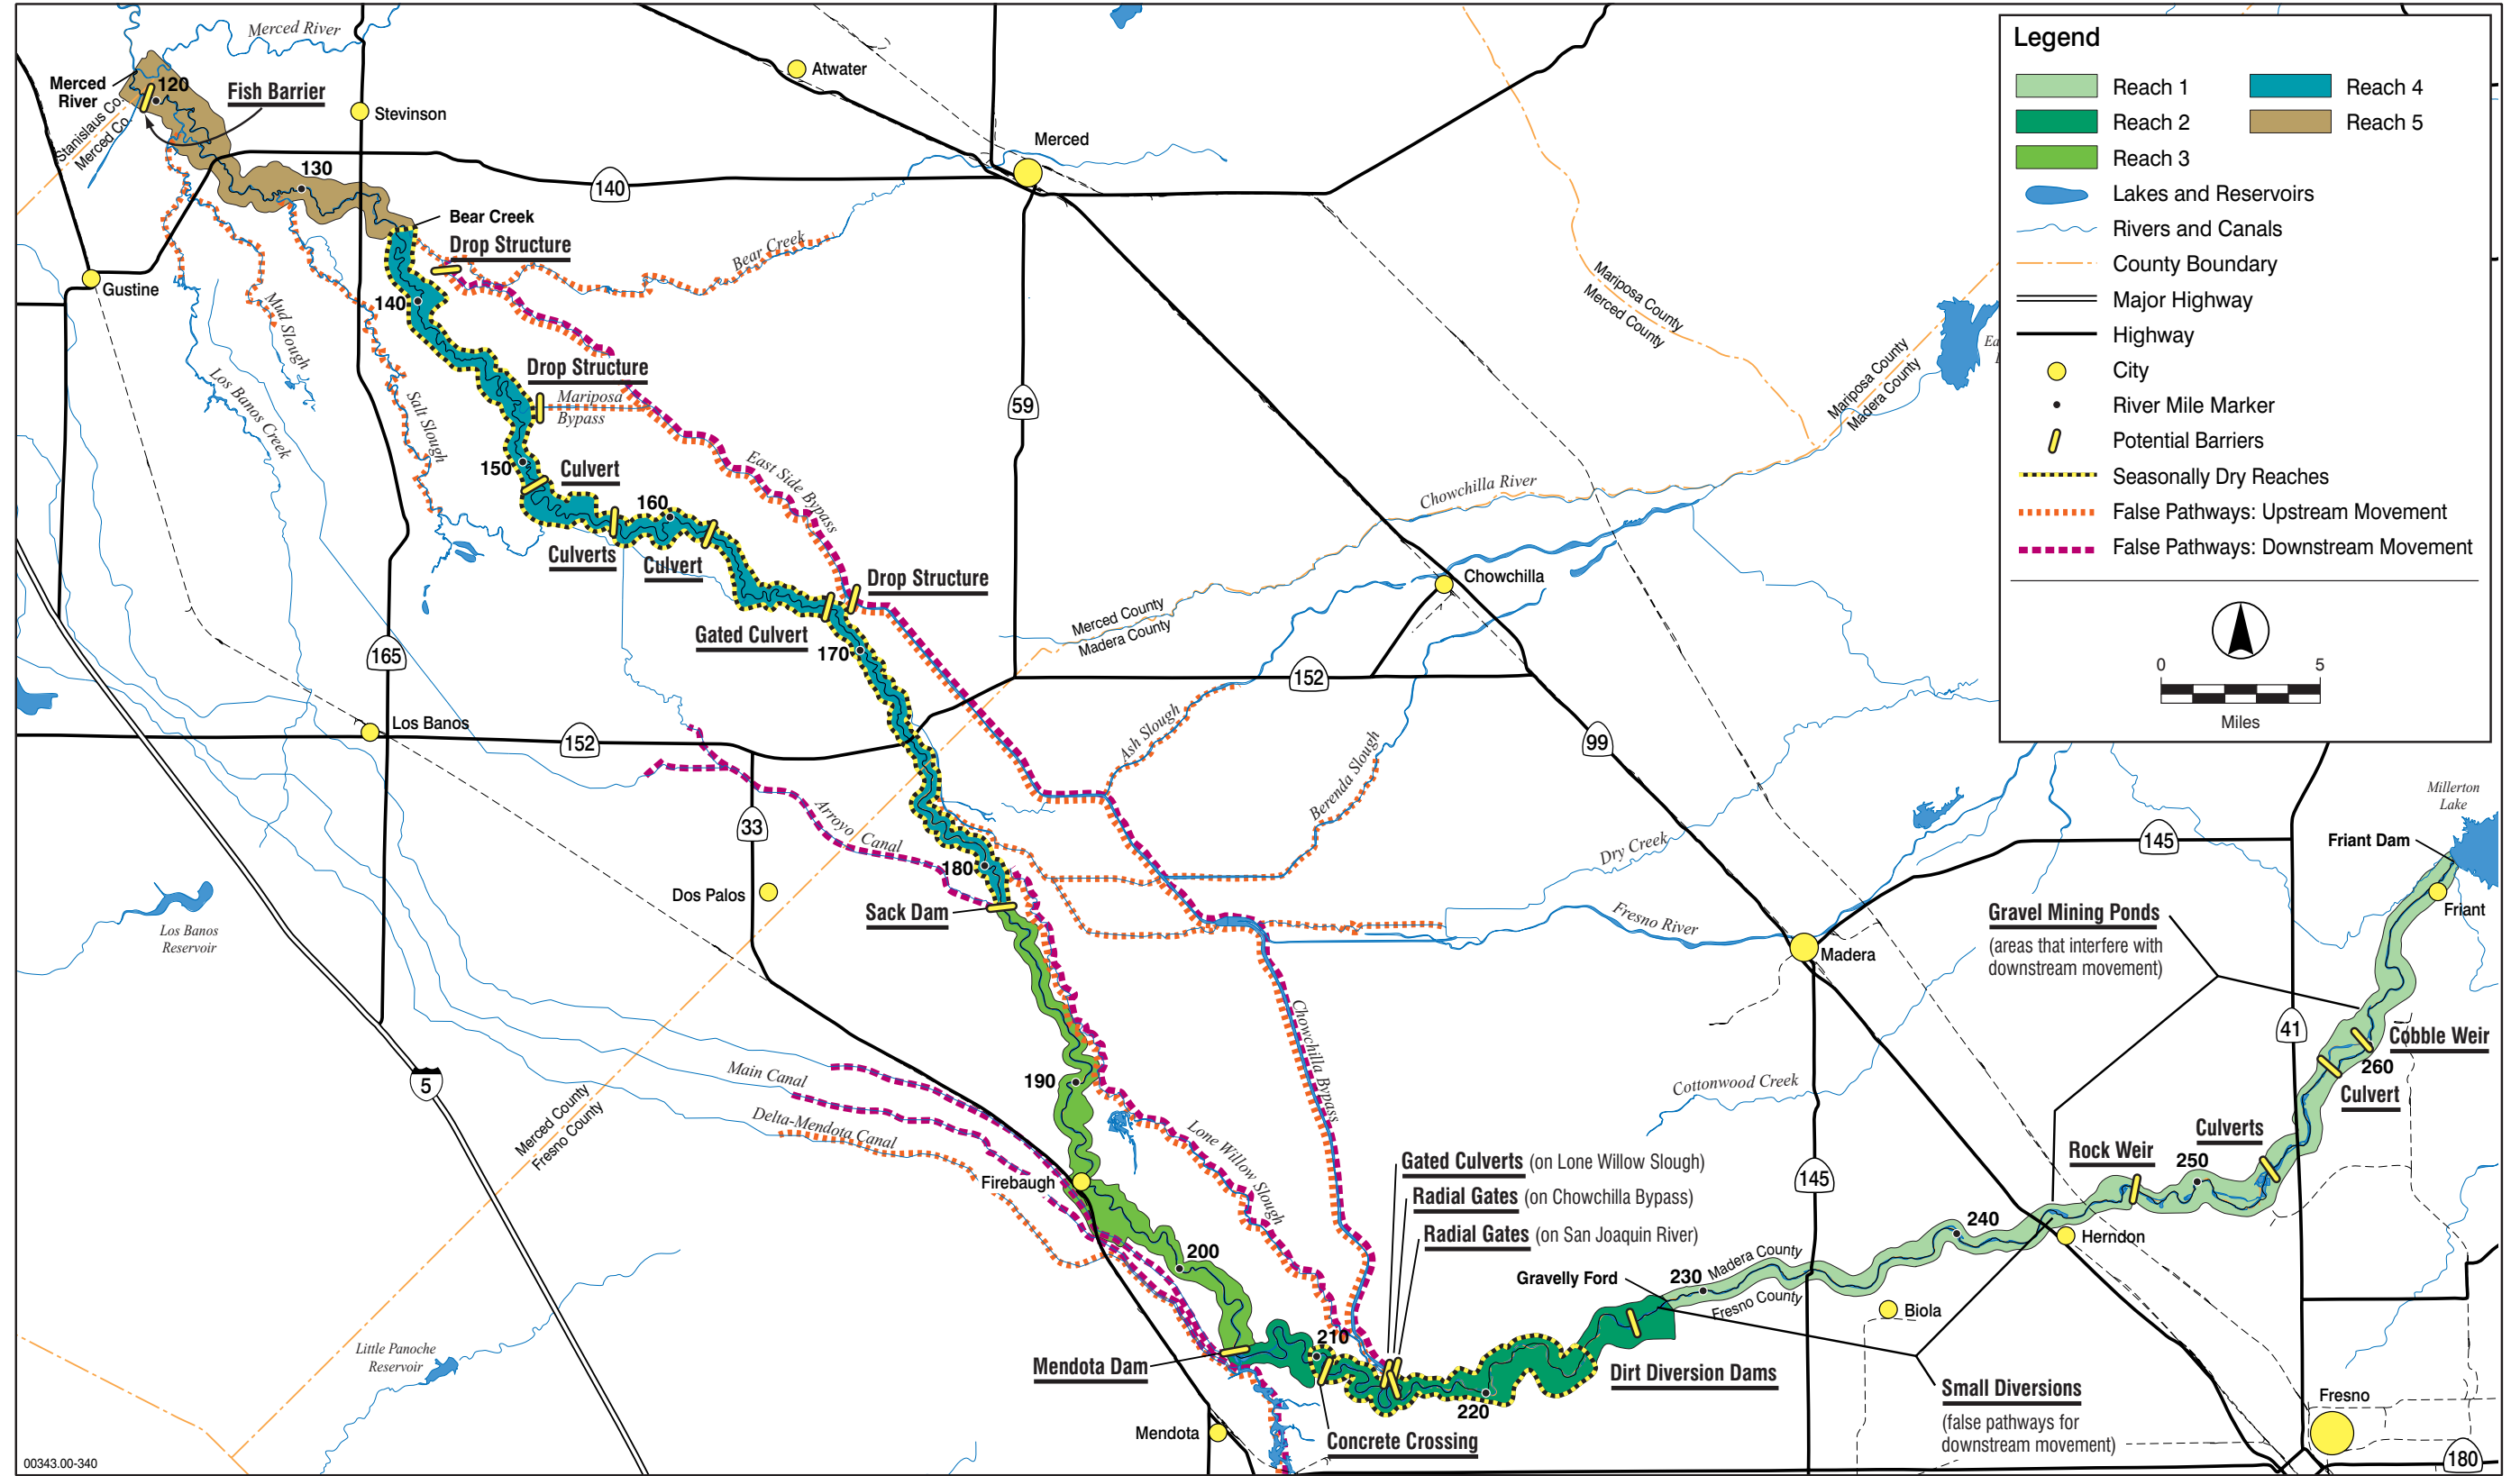 Legend
Reach 1
Reach 2
Reach 3
Reach 4
Reach 5
Lakes and Reservoirs
Rivers and Canals
County Boundary
Major Highway
Highway
City
River Mile Marker
Potential Barriers
Seasonally Dry Reaches
False Pathways: Upstream Movement
False Pathways: Downstream Movement
0
5
Miles
Merced River
Merced
River
120
Fish Barrier
Stanislaus Co.
Merced Co.
Stevinson
Atwater
Merced
130
140
Bear Creek
Drop Structure
Bear Creek
Gustine
140
Mud Slough
Los Banos Creek
Salt Slough
Drop Structure
Mariposa
Bypass
59
Mariposa County
Merced County
Mariposa County
Madera County
150
Culvert
160
East Side Bypass
Culverts
Culvert
Drop Structure
Chowchilla River
Chowchilla
Merced County
Madera County
Gated Culvert
170
165
152
Los Banos
152
99
Ash Slough
Berenda Slough
33
Arroyo Canal
Dry Creek
145
Millerton
Lake
Friant Dam
Friant
180
Dos Palos
Sack Dam
Fresno River
Madera
Gravel Mining Ponds
(areas that interfere with
downstream movement)
Los Banos
Reservoir
Chowchilla Bypass
41
Cobble Weir
260
Culvert
5
190
Main Canal
Delta-Mendota Canal
Merced County
Fresno County
Cottonwood Creek
Lone Willow Slough
Culverts
Rock Weir
250
Firebaugh
Gated Culverts (on Lone Willow Slough)
Radial Gates (on Chowchilla Bypass)
Radial Gates (on San Joaquin River)
145
240
Herndon
200
Gravelly Ford
230
Madera County
Fresno County
Biola
210
Little Panoche
Reservoir
Mendota Dam
Dirt Diversion Dams
220
Small Diversions
(false pathways for
downstream movement)
Fresno
Mendota
Concrete Crossing
180
00343.00-340